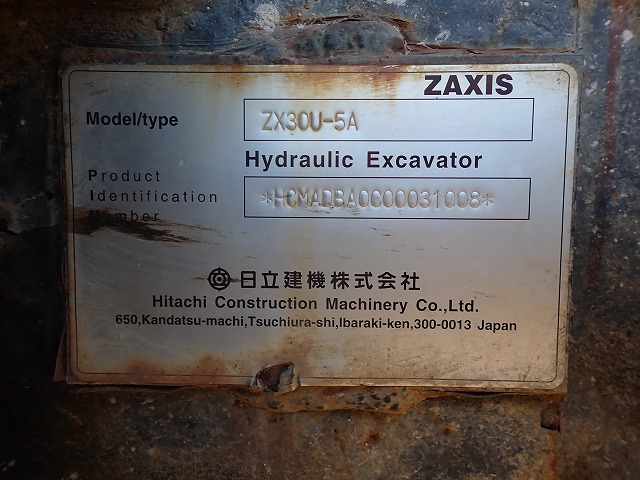 ZAXIS
Model/type ZX30U-5A
Hydraulic Excavator
Product
Identification
Number
*HCMADBA0C00031008*
日立建機株式会社
Hitachi Construction Machinery Co.,Ltd.
650,Kandatsu-machi,Tsuchiura-shi,Ibaraki-ken,300-0013 Japan